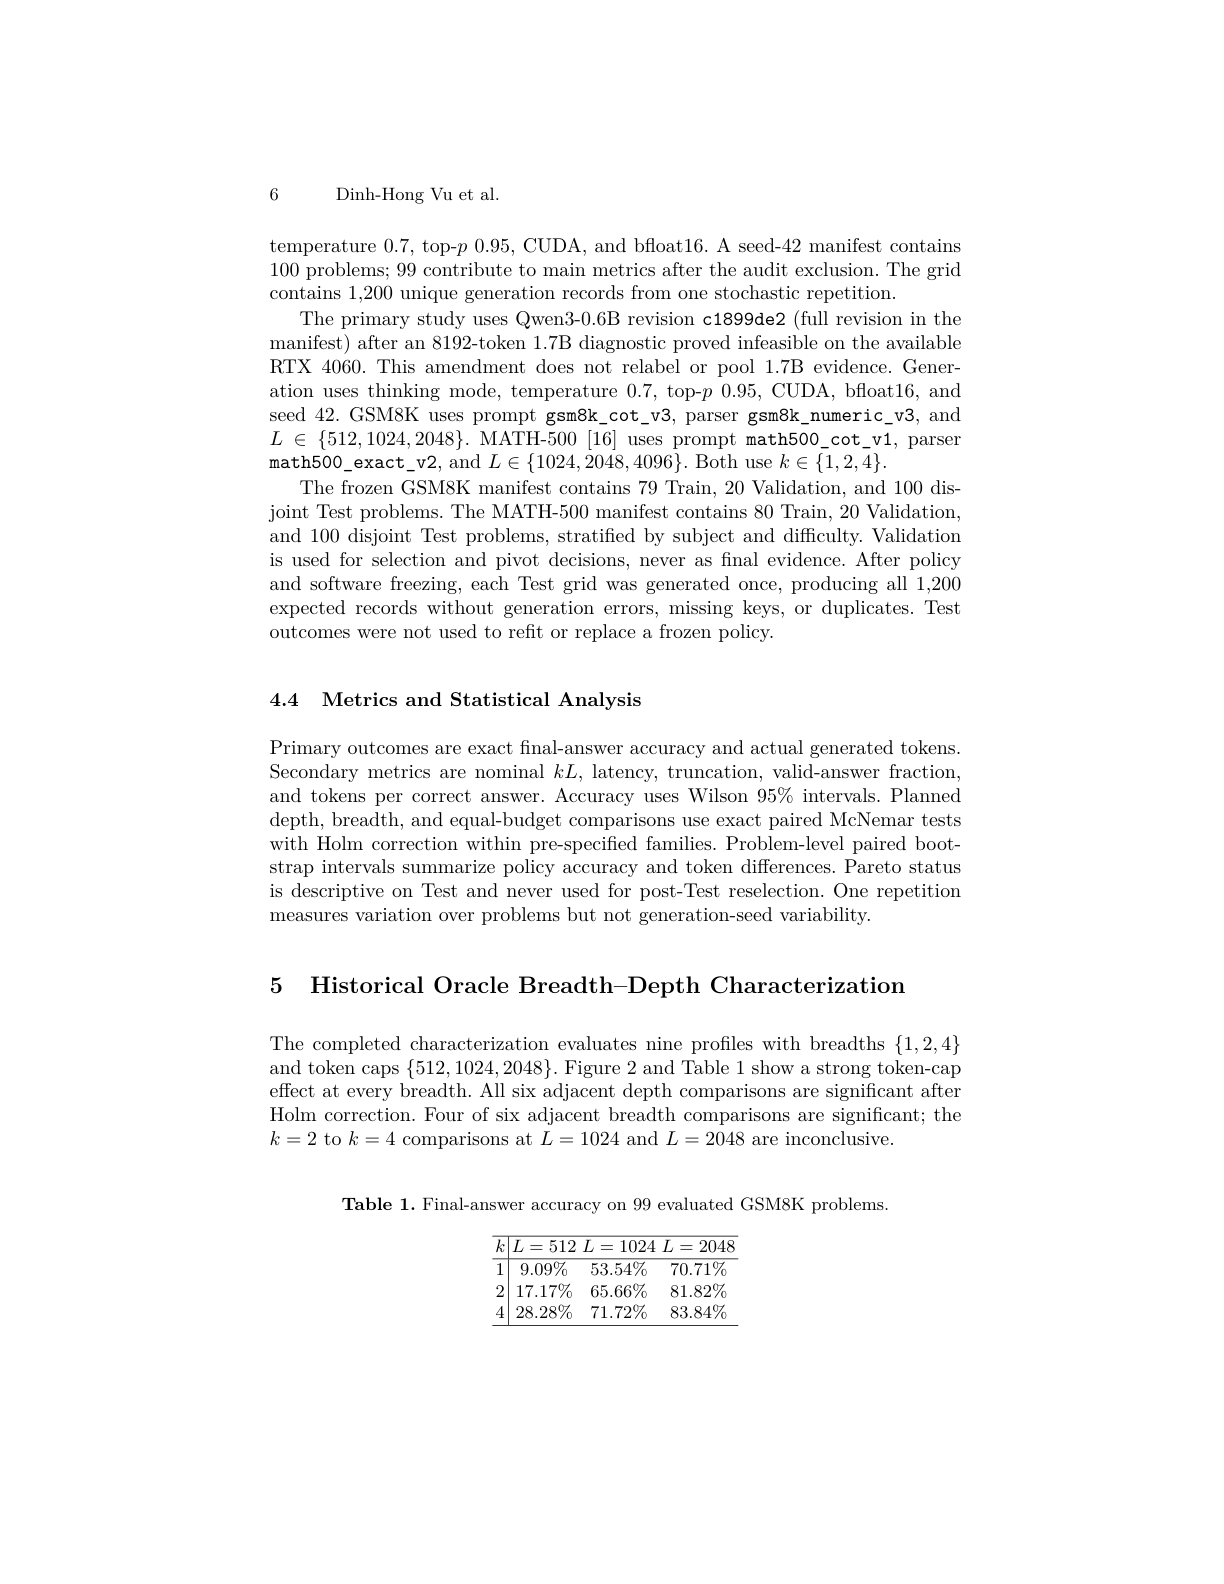 6 Dinh-Hong Vu et al.
temperature 0.7, top-p 0.95, CUDA, and bfloat16. A seed-42 manifest contains
100 problems; 99 contribute to main metrics after the audit exclusion. The grid
contains 1,200 unique generation records from one stochastic repetition.
The primary study uses Qwen3-0.6B revision c1899de2 (full revision in the
manifest) after an 8192-token 1.7B diagnostic proved infeasible on the available
RTX 4060. This amendment does not relabel or pool 1.7B evidence. Gener-
ation uses thinking mode, temperature 0.7, top-p 0.95, CUDA, bfloat16, and
seed 42. GSM8K uses prompt gsm8k_cot_v3, parser gsm8k_numeric_v3, and
L ∈ {512, 1024, 2048}. MATH-500 [16] uses prompt math500_cot_v1, parser
math500_exact_v2, and L ∈ {1024, 2048, 4096}. Both use k ∈ {1, 2, 4}.
The frozen GSM8K manifest contains 79 Train, 20 Validation, and 100 dis-
joint Test problems. The MATH-500 manifest contains 80 Train, 20 Validation,
and 100 disjoint Test problems, stratified by subject and difficulty. Validation
is used for selection and pivot decisions, never as final evidence. After policy
and software freezing, each Test grid was generated once, producing all 1,200
expected records without generation errors, missing keys, or duplicates. Test
outcomes were not used to refit or replace a frozen policy.
4.4 Metrics and Statistical Analysis
Primary outcomes are exact final-answer accuracy and actual generated tokens.
Secondary metrics are nominal kL, latency, truncation, valid-answer fraction,
and tokens per correct answer. Accuracy uses Wilson 95% intervals. Planned
depth, breadth, and equal-budget comparisons use exact paired McNemar tests
with Holm correction within pre-specified families. Problem-level paired boot-
strap intervals summarize policy accuracy and token differences. Pareto status
is descriptive on Test and never used for post-Test reselection. One repetition
measures variation over problems but not generation-seed variability.
5 Historical Oracle Breadth–Depth Characterization
The completed characterization evaluates nine profiles with breadths {1, 2, 4}
and token caps {512, 1024, 2048}. Figure 2 and Table 1 show a strong token-cap
effect at every breadth. All six adjacent depth comparisons are significant after
Holm correction. Four of six adjacent breadth comparisons are significant; the
k = 2 to k = 4 comparisons at L = 1024 and L = 2048 are inconclusive.
Table 1. Final-answer accuracy on 99 evaluated GSM8K problems.
k L = 512 L = 1024 L = 2048
1 9.09% 53.54% 70.71%
2 17.17% 65.66% 81.82%
4 28.28% 71.72% 83.84%